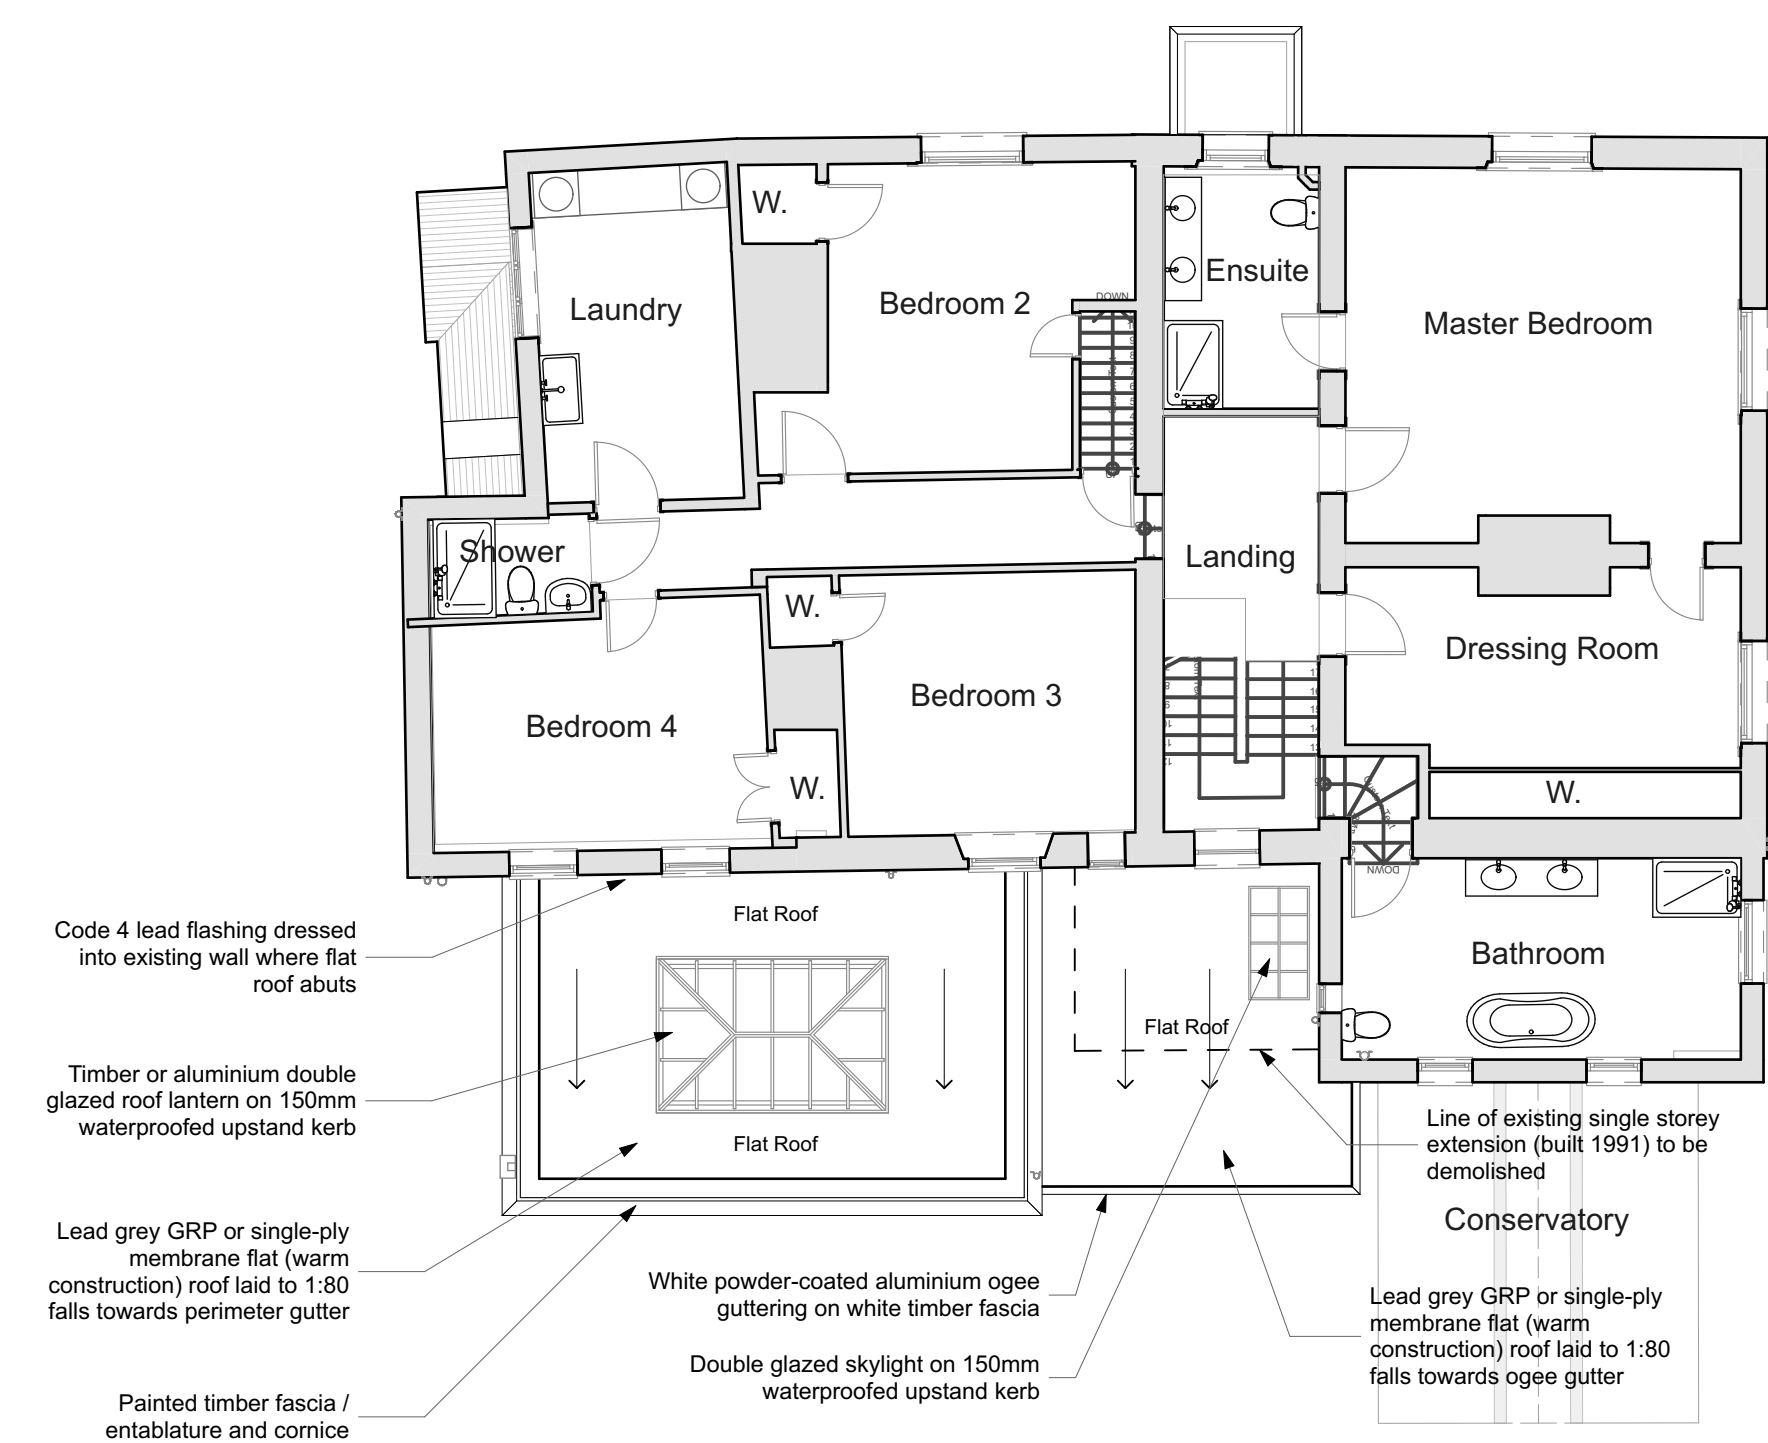 W.
Ensuite
Laundry
Bedroom 2
DOWN
Master Bedroom
Shower
Landing
W.
Dressing Room
Bedroom 3
Bedroom 4
W.
W.
DOWN
Flat Roof
Code 4 lead flashing dressed
into existing wall where flat
roof abuts
Bathroom
Flat Roof
Timber or aluminium double
glazed roof lantern on 150mm
waterproofed upstand kerb
Flat Roof
Line of existing single storey
extension (built 1991) to be
demolished
Conservatory
Lead grey GRP or single-ply
membrane flat (warm
construction) roof laid to 1:80
falls towards perimeter gutter
White powder-coated aluminium ogee
guttering on white timber fascia
Lead grey GRP or single-ply
membrane flat (warm
construction) roof laid to 1:80
falls towards ogee gutter
Double glazed skylight on 150mm
waterproofed upstand kerb
Painted timber fascia /
entablature and cornice